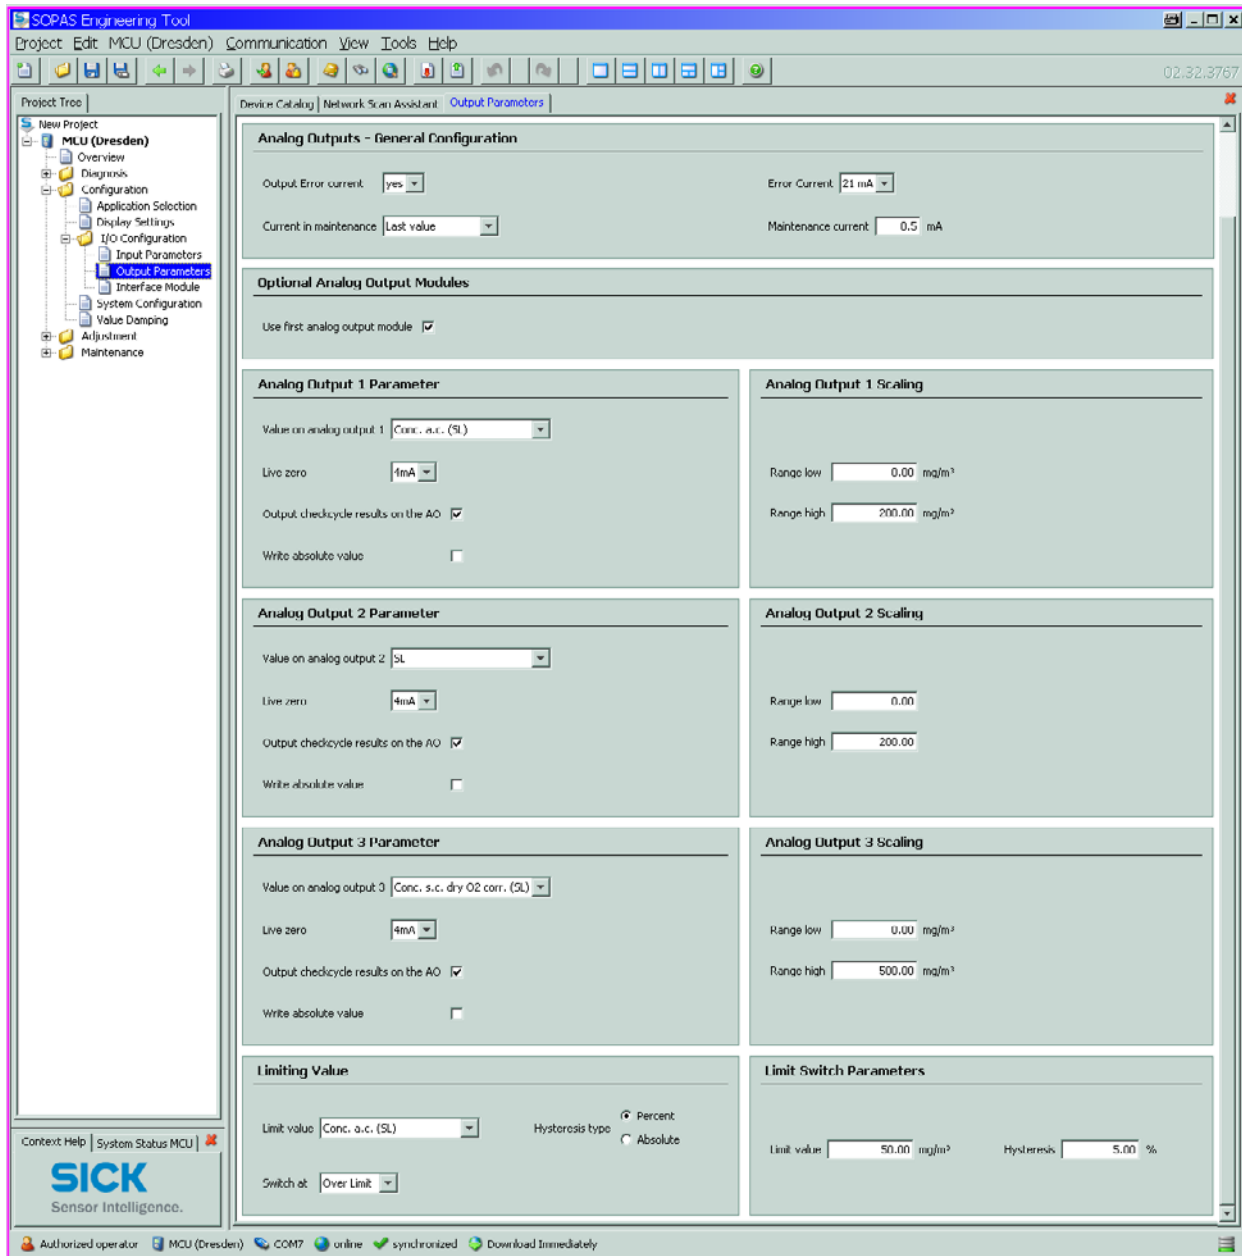 SOPAS Engineering Tool
Project Edit MCU (Dresden) Communication View Tools Help
02.32.3767
Project Tree
New Project
MCU (Dresden)
Overview
Diagnosis
Configuration
Application Selection
Display Settings
I/O Configuration
Input Parameters
Output Parameters
Interface Module
System Configuration
Value Damping
Adjustment
Maintenance
Device Catalog Network Scan Assistant Output Parameters
Analog Outputs - General Configuration
Output Error current yes Error Current 21 mA
Current in maintenance Last value Maintenance current 0.5 mA
Optional Analog Output Modules
Use first analog output module
Analog Output 1 Parameter Analog Output 1 Scaling
Value on analog output 1 Conc. a.c. (SL)
Live zero 4mA Range low 0.00 mg/m³
Output checkcycle results on the AO Range high 200.00 mg/m³
Write absolute value
Analog Output 2 Parameter Analog Output 2 Scaling
Value on analog output 2 SL
Live zero 4mA Range low 0.00
Output checkcycle results on the AO Range high 200.00
Write absolute value
Analog Output 3 Parameter Analog Output 3 Scaling
Value on analog output 3 Conc. s.c. dry O2 corr. (SL)
Live zero 4mA Range low 0.00 mg/m³
Output checkcycle results on the AO Range high 500.00 mg/m³
Write absolute value
Limiting Value Limit Switch Parameters
Limit value Conc. a.c. (SL) Hysteresis type Percent
Absolute
Limit value 50.00 mg/m³ Hysteresis 5.00 %
Switch at Over Limit
Context Help System Status MCU
SICK
Sensor Intelligence.
Authorized operator MCU (Dresden) COM7 online synchronized Download Immediately